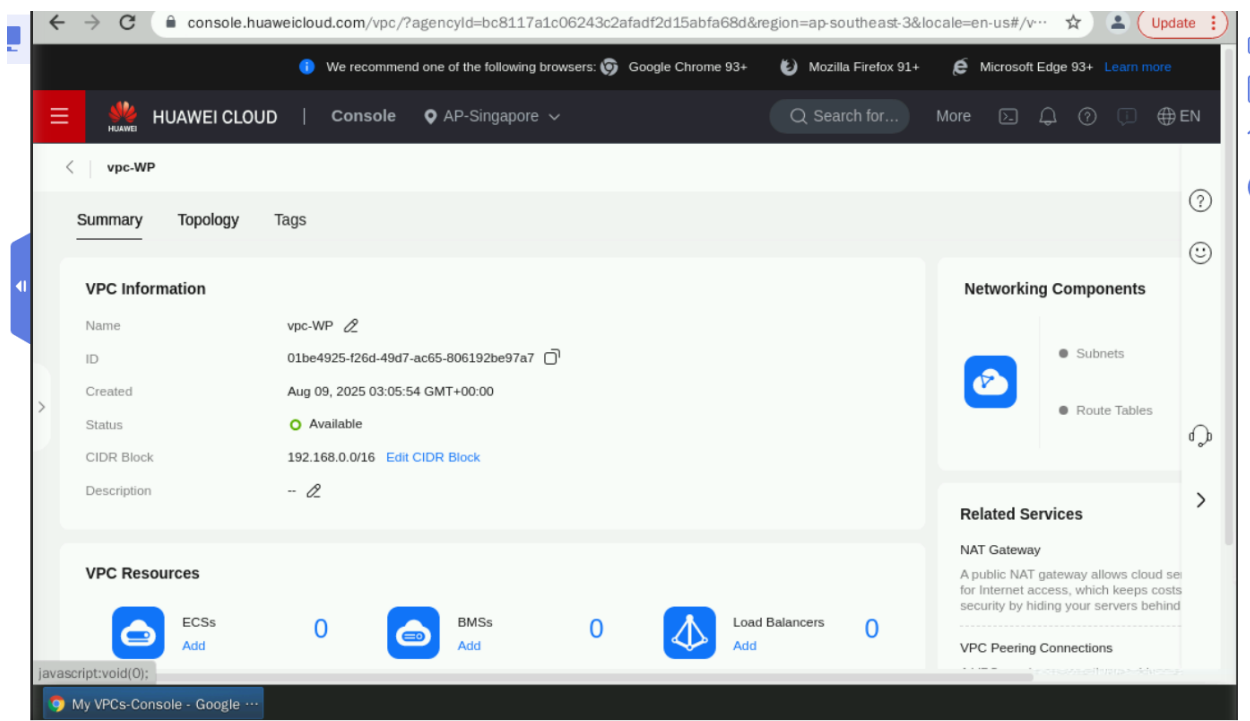 console.huaweicloud.com/vpc/?agencyId=bc8117a1c06243c2afadf2d15abfa68d&region=ap-southeast-3&locale=en-us#/v··· Update
We recommend one of the following browsers: Google Chrome 93+ Mozilla Firefox 91+ Microsoft Edge 93+ Learn more
HUAWEI HUAWEI CLOUD | Console AP-Singapore Search for... More EN
vpc-WP
Summary Topology Tags
VPC Information
Name vpc-WP
ID 01be4925-f26d-49d7-ac65-806192be97a7
Created Aug 09, 2025 03:05:54 GMT+00:00
Status Available
CIDR Block 192.168.0.0/16 Edit CIDR Block
Description --
Networking Components
Subnets
Route Tables
VPC Resources
ECSs 0
Add
BMSs 0
Add
Load Balancers 0
Add
Related Services
NAT Gateway
A public NAT gateway allows cloud se
for Internet access, which keeps costs
security by hiding your servers behind
VPC Peering Connections
javascript:void(0);
My VPCs-Console - Google ···